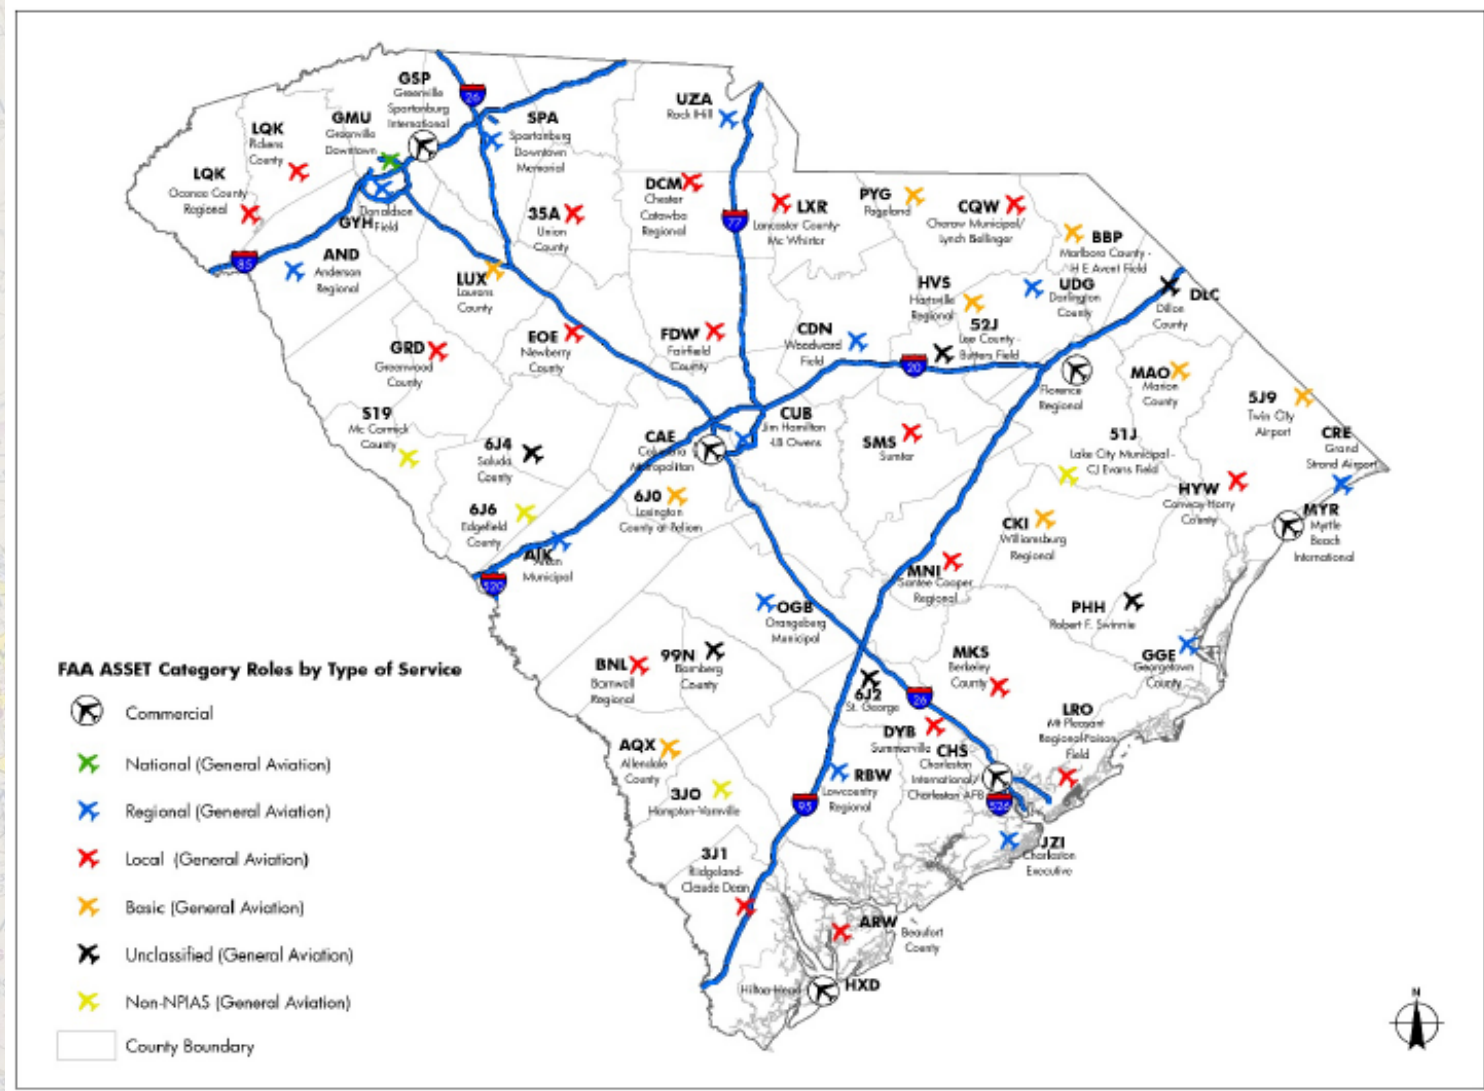 GSP
Greenville
Spartanburg
International
26
UZA
Rock Hill
GMU
Greenville
Downtown
SPA
Spartanburg
Downtown
Memorial
LQK
Pickens
County
LQK
Oconee County
Regional
GYH
Donaldson
Field
DCM
Chester
Catawba
Regional
77
LXR
Lancaster County-
Mc Whirter
PYG
Pageland
CQW
Cheraw Municipal/
Lynch Bellinger
BBP
Marlboro County -
H E Avent Field
35A
Union
County
85
AND
Anderson
Regional
LUX
Laurens
County
HVS
Hartsville
Regional
UDG
Darlington
County
DLC
Dillon
County
52J
Lee County -
Butters Field
GRD
Greenwood
County
EOE
Newberry
County
FDW
Fairfield
County
CDN
Woodward
Field
20
Florence
Regional
MAO
Marion
County
5J9
Twin City
Airport
S19
Mc Cormick
County
6J4
Saluda
County
CAE
Columbia
Metropolitan
CUB
Jim Hamilton
-LB Owens
SMS
Sumter
51J
Lake City Municipal -
CJ Evans Field
CRE
Grand
Strand Airport
6J6
Edgefield
County
6J0
Lexington
County at Pelion
HYW
Conway-Horry
County
CKI
Williamsburg
Regional
MYR
Myrtle
Beach
International
AIK
Aiken
Municipal
520
MNI
Santee Cooper
Regional
OGB
Orangeburg
Municipal
PHH
Robert F. Swinnie
BNL
Barnwell
Regional
99N
Bamberg
County
MKS
Berkeley
County
GGE
Georgetown
County
6J2
St. George
26
LRO
Mt Pleasant
Regional-Faison
Field
DYB
Summerville
CHS
Charleston
International/
Charleston AFB
AQX
Allendale
County
3JO
Hampton-Varnville
RBW
Lowcountry
Regional
95
526
JZI
Charleston
Executive
3J1
Ridgeland-
Claude Dean
ARW
Beaufort
County
Hilton Head
HXD
FAA ASSET Category Roles by Type of Service
Commercial
National (General Aviation)
Regional (General Aviation)
Local (General Aviation)
Basic (General Aviation)
Unclassified (General Aviation)
Non-NPIAS (General Aviation)
County Boundary
N